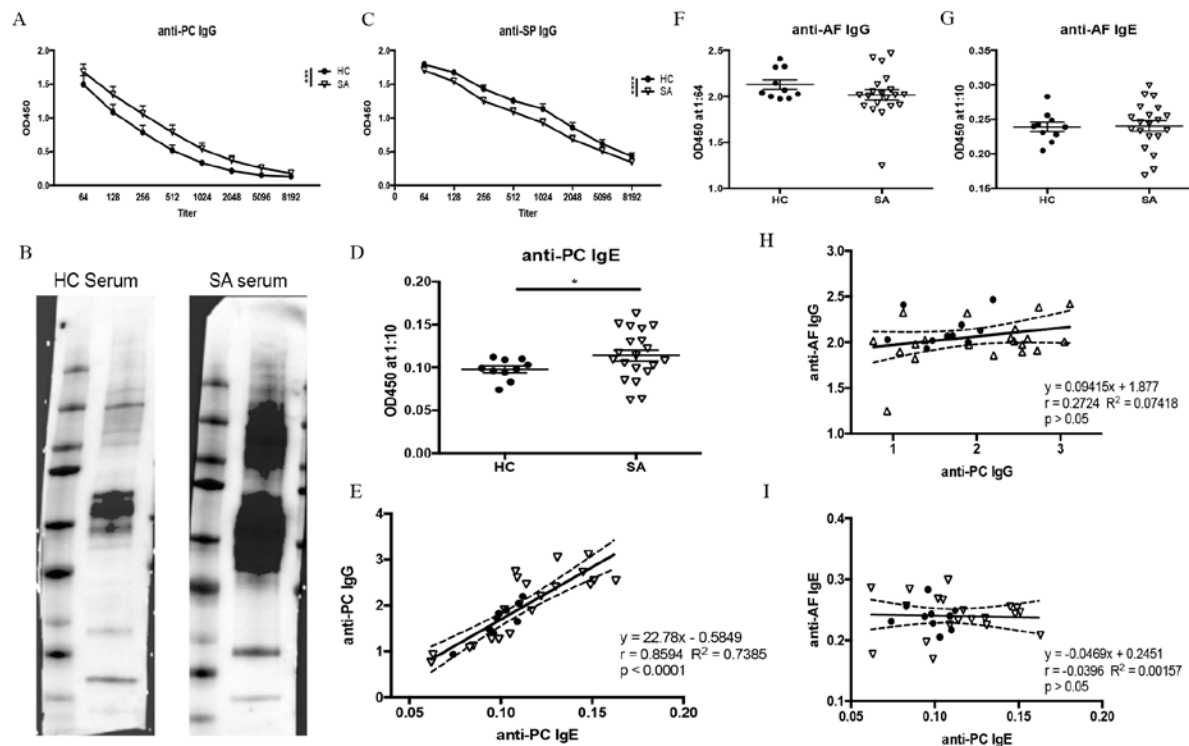 A
anti-PC IgG
2.0
1.5
1.0
0.5
0.0
OD450
64 128 256 512 1024 2048 5096 8192
Titer
***
HC
SA
C
anti-SP IgG
2.0
1.5
1.0
0.5
0.0
OD450
0 64 128 256 512 1024 2048 5096 8192
Titer
HC
SA
F
anti-AF IgG
2.5
2.0
1.5
1.0
OD450 at 1:64
HC SA
G
anti-AF IgE
0.35
0.30
0.25
0.20
0.15
OD450 at 1:10
HC SA
B
HC Serum
SA serum
D
anti-PC IgE
*
0.20
0.15
0.10
0.05
0.00
OD450 at 1:10
HC SA
E
4
3
2
1
0
anti-PC IgG
y = 22.78x - 0.5849
r = 0.8594 R² = 0.7385
p < 0.0001
0.05 0.10 0.15 0.20
anti-PC IgE
H
3.0
2.5
2.0
1.5
1.0
anti-AF IgG
y = 0.09415x + 1.877
r = 0.2724 R² = 0.07418
p > 0.05
1 2 3
anti-PC IgG
I
0.4
0.3
0.2
0.1
anti-AF IgE
y = -0.0469x + 0.2451
r = -0.0396 R² = 0.00157
p > 0.05
0.05 0.10 0.15 0.20
anti-PC IgE